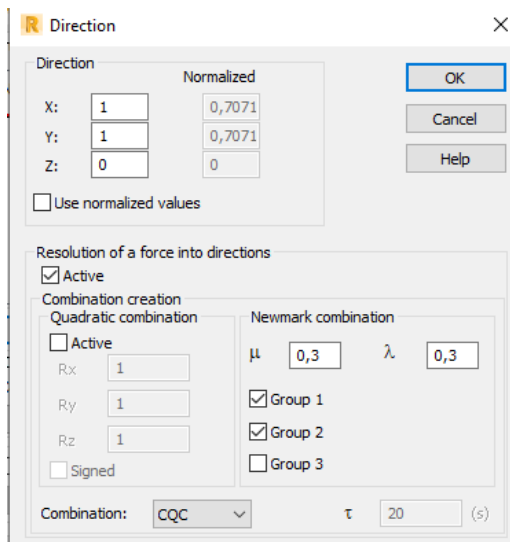 R Direction
Direction
Normalized
X: 1 0,7071
Y: 1 0,7071
Z: 0 0
Use normalized values
OK
Cancel
Help
Resolution of a force into directions
Active
Combination creation
Quadratic combination
Active
Rx 1
Ry 1
Rz 1
Signed
Newmark combination
μ 0,3 λ 0,3
Group 1
Group 2
Group 3
Combination: CQC τ 20 (s)